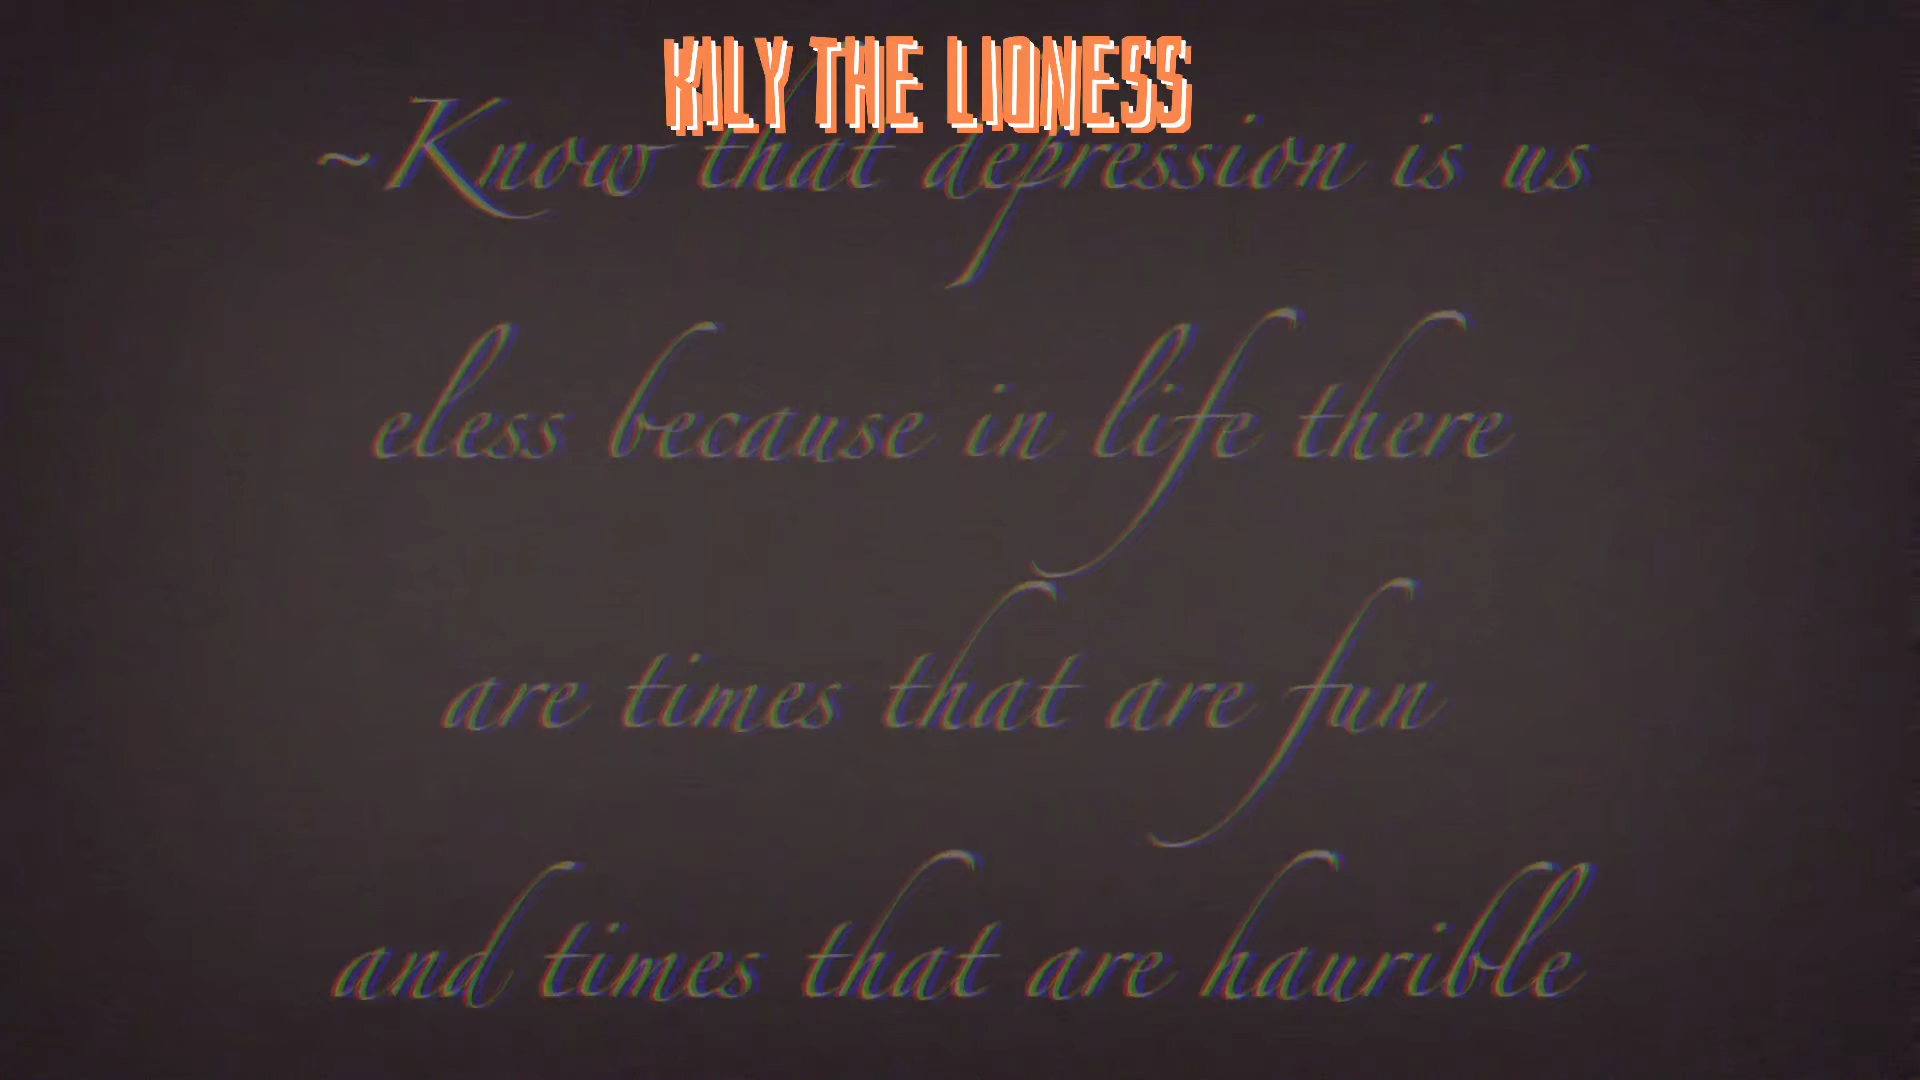 KILY THE LIONESS
~Know that depression is us
eless because in life there
are times that are fun
and times that are haurible